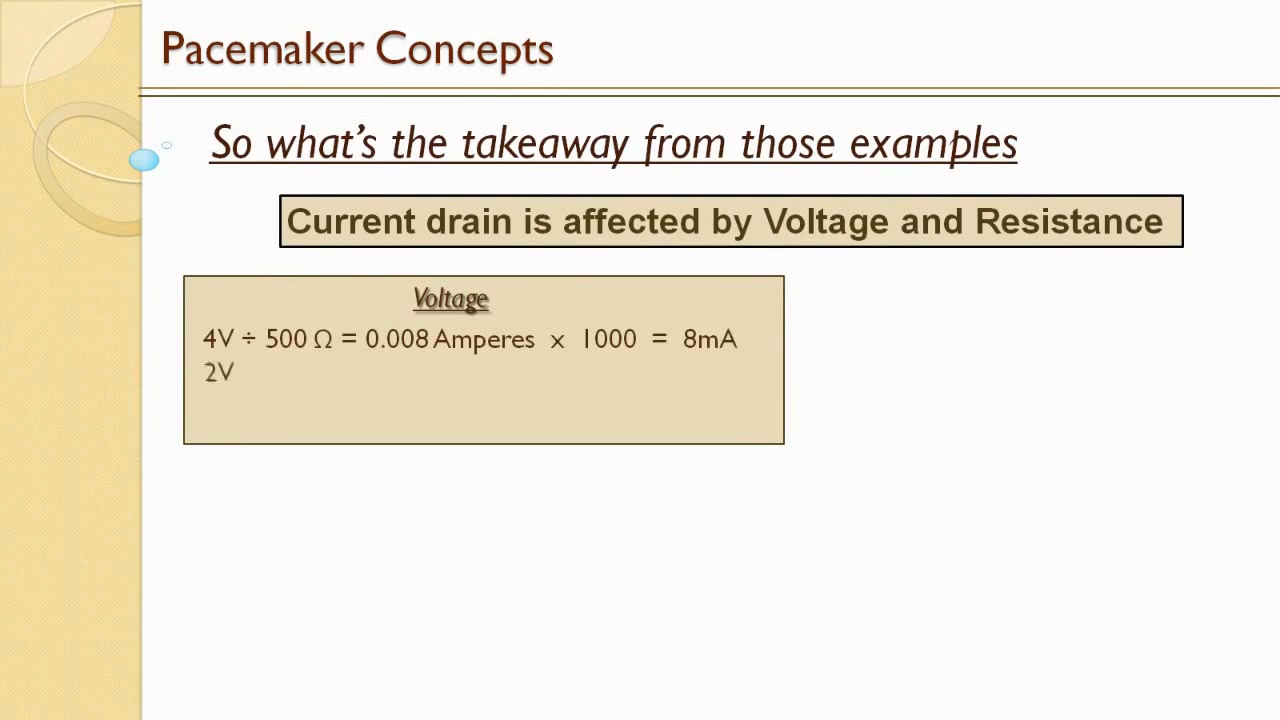 Pacemaker Concepts
So what's the takeaway from those examples
Current drain is affected by Voltage and Resistance
Voltage
4V ÷ 500 Ω = 0.008 Amperes x 1000 = 8mA
2V